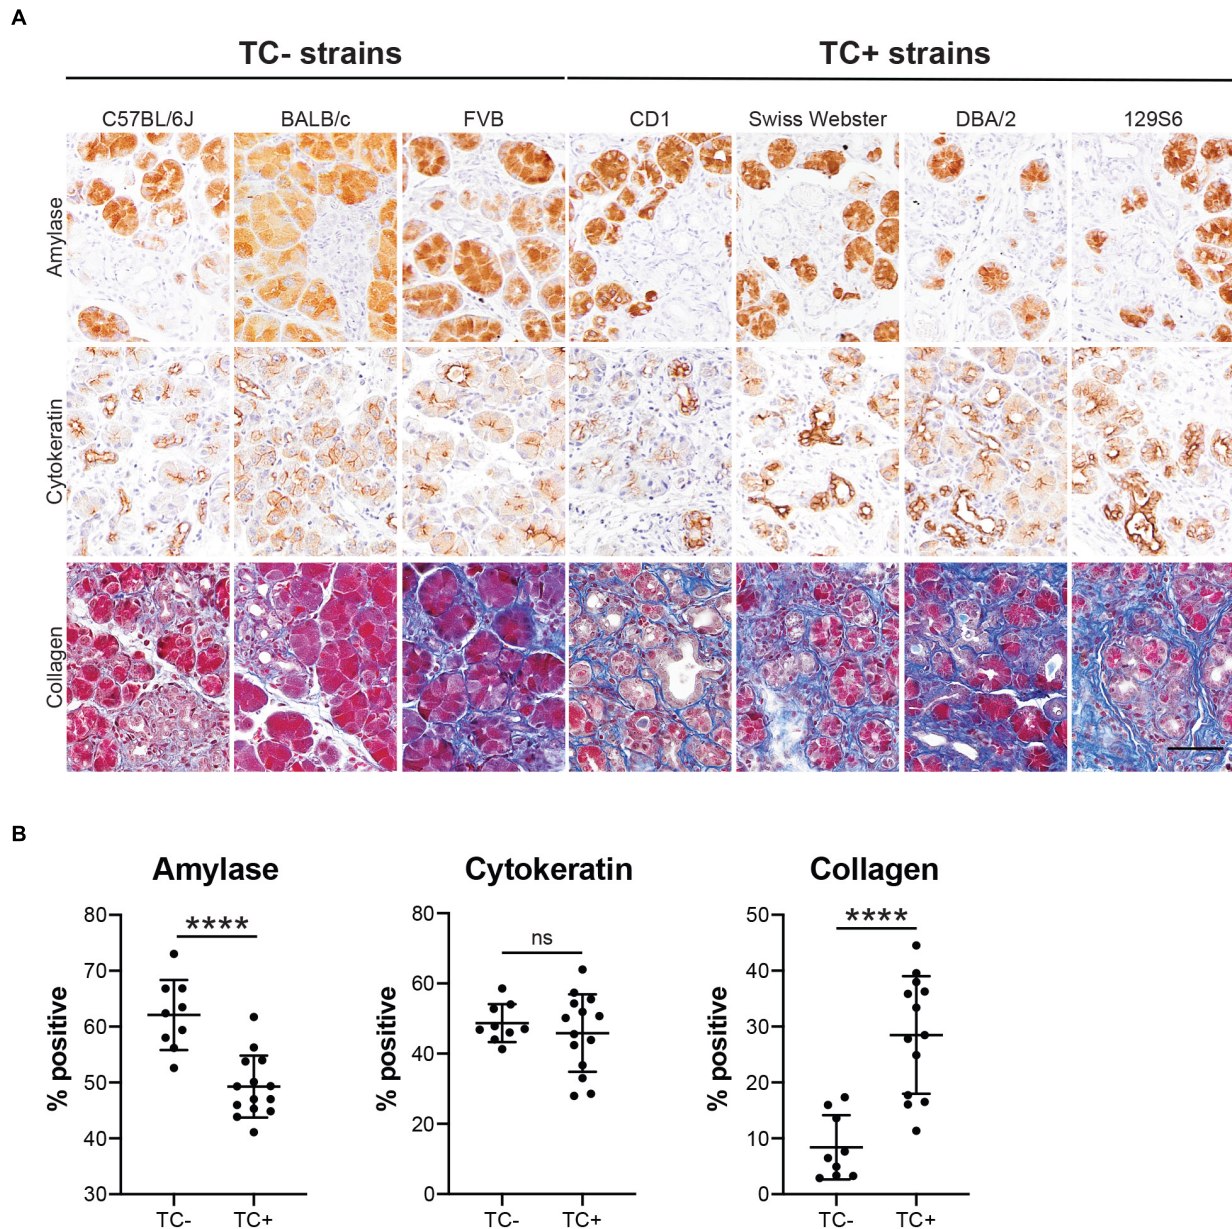 A
TC- strains TC+ strains
C57BL/6J BALB/c FVB CD1 Swiss Webster DBA/2 129S6
Amylase
Cytokeratin
Collagen
B
Amylase Cytokeratin Collagen
% positive
80
70
60
50
40
30
****
TC- TC+
% positive
80
60
40
20
0
ns
TC- TC+
% positive
50
40
30
20
10
0
****
TC- TC+